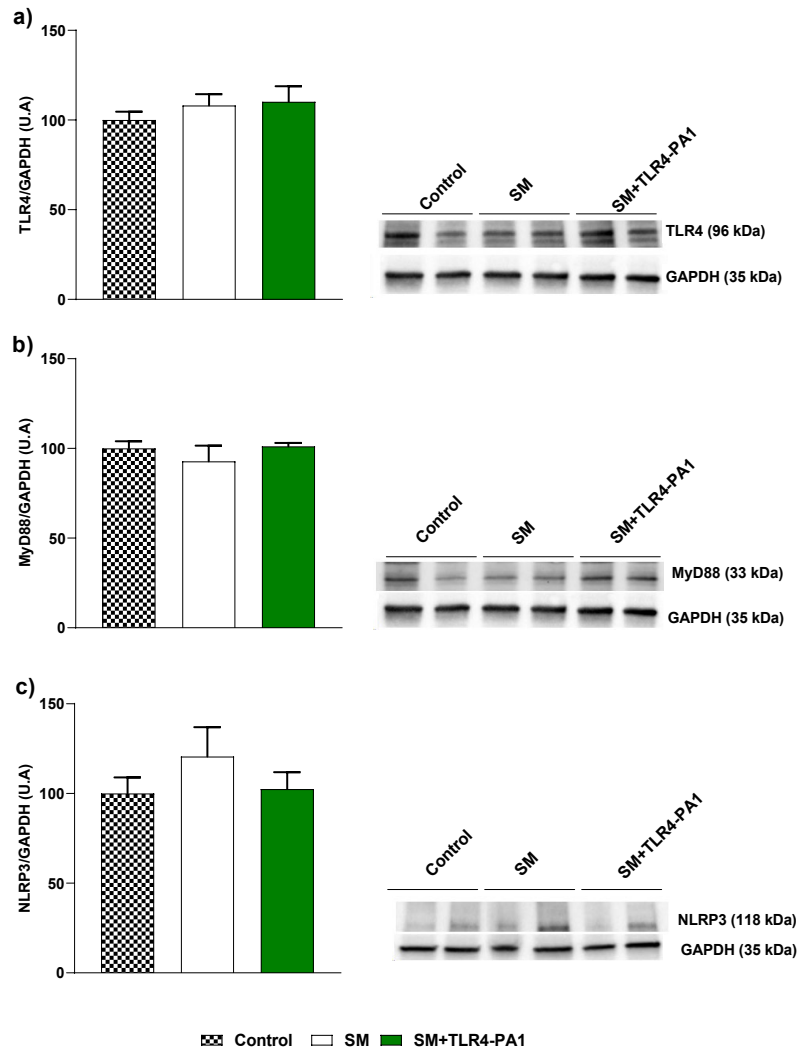 a)
150
100
50
0
TLR4/GAPDH (U.A)
Control
SM
SM+TLR4-PA1
TLR4 (96 kDa)
GAPDH (35 kDa)
b)
150
100
50
0
MyD88/GAPDH (U.A)
Control
SM
SM+TLR4-PA1
MyD88 (33 kDa)
GAPDH (35 kDa)
c)
150
100
50
0
NLRP3/GAPDH (U.A)
Control
SM
SM+TLR4-PA1
NLRP3 (118 kDa)
GAPDH (35 kDa)
Control SM SM+TLR4-PA1